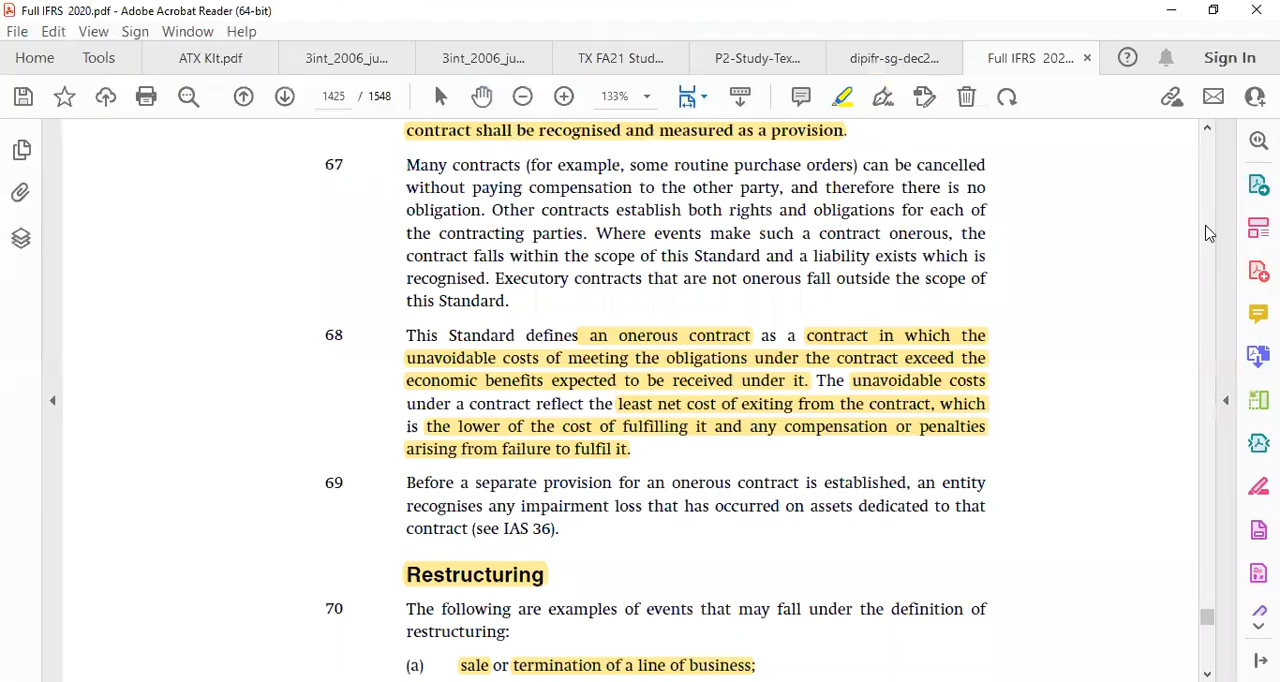 Full IFRS 2020.pdf - Adobe Acrobat Reader (64-bit)
File Edit View Sign Window Help
Home Tools ATX KIt.pdf 3int_2006_ju... 3int_2006_ju... TX FA21 Stud... P2-Study-Tex... dipifr-sg-dec2... Full IFRS 202... × Sign In
1425 / 1548 133%
contract shall be recognised and measured as a provision.
67 Many contracts (for example, some routine purchase orders) can be cancelled
without paying compensation to the other party, and therefore there is no
obligation. Other contracts establish both rights and obligations for each of
the contracting parties. Where events make such a contract onerous, the
contract falls within the scope of this Standard and a liability exists which is
recognised. Executory contracts that are not onerous fall outside the scope of
this Standard.
68 This Standard defines an onerous contract as a contract in which the
unavoidable costs of meeting the obligations under the contract exceed the
economic benefits expected to be received under it. The unavoidable costs
under a contract reflect the least net cost of exiting from the contract, which
is the lower of the cost of fulfilling it and any compensation or penalties
arising from failure to fulfil it.
69 Before a separate provision for an onerous contract is established, an entity
recognises any impairment loss that has occurred on assets dedicated to that
contract (see IAS 36).
Restructuring
70 The following are examples of events that may fall under the definition of
restructuring:
(a) sale or termination of a line of business;